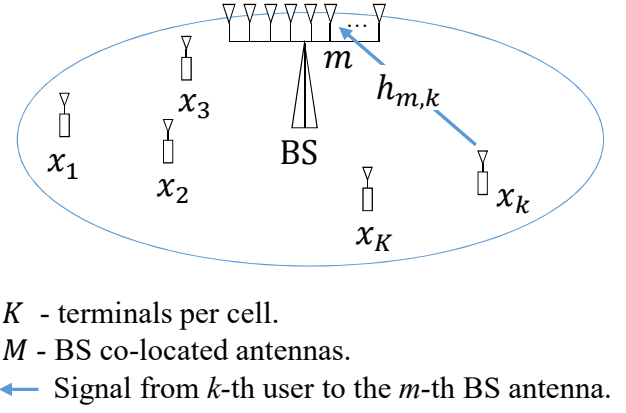 ...
m
h_{m,k}
x_3
BS
x_1
x_2
x_k
x_K
K - terminals per cell.
M - BS co-located antennas.
Signal from k-th user to the m-th BS antenna.